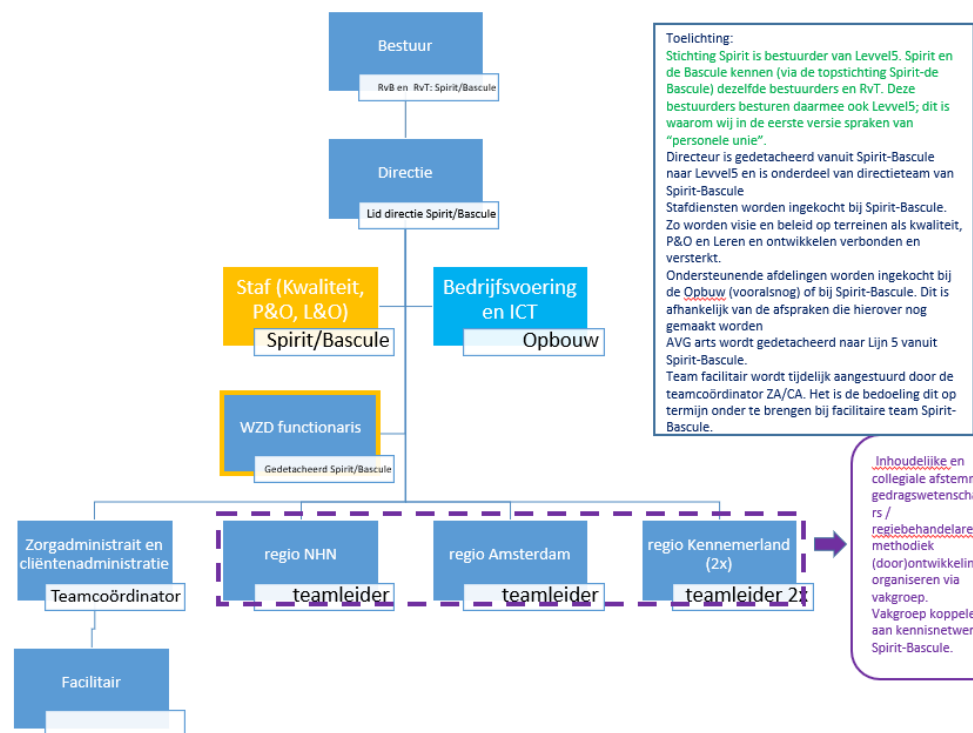 Bestuur
RvB en RvT: Spirit/Bascule
Directie
Lid directie Spirit/Bascule
Staf (Kwaliteit,
P&O, L&O)
Spirit/Bascule
Bedrijfsvoering
en ICT
Opbouw
WZD functionaris
Gedetacheerd Spirit/Bascule
Zorgadministrait en
cliëntenadministratie
Teamcoördinator
regio NHN
teamleider
regio Amsterdam
teamleider
regio Kennemerland
(2x)
teamleider 2x
Facilitair
Toelichting:
Stichting Spirit is bestuurder van Levvel5. Spirit en
de Bascule kennen (via de topstichting Spirit-de
Bascule) dezelfde bestuurders en RvT. Deze
bestuurders besturen daarmee ook Levvel5; dit is
waarom wij in de eerste versie spraken van
“personele unie”.
Directeur is gedetacheerd vanuit Spirit-Bascule
naar Levvel5 en is onderdeel van directieteam van
Spirit-Bascule
Stafdiensten worden ingekocht bij Spirit-Bascule.
Zo worden visie en beleid op terreinen als kwaliteit,
P&O en Leren en ontwikkelen verbonden en
versterkt.
Ondersteunende afdelingen worden ingekocht bij
de Opbuw (vooralsnog) of bij Spirit-Bascule. Dit is
afhankelijk van de afspraken die hierover nog
gemaakt worden
AVG arts wordt gedetacheerd naar Lijn 5 vanuit
Spirit-Bascule.
Team facilitair wordt tijdelijk aangestuurd door de
teamcoördinator ZA/CA. Het is de bedoeling dit op
termijn onder te brengen bij facilitaire team Spirit-
Bascule.
Inhoudelijke en
collegiale afstemm
gedragswetenscha
rs /
regiebehandelare
methodiek
(door)ontwikkelin
organiseren via
vakgroep.
Vakgroep koppele
aan kennisnetwer
Spirit-Bascule.